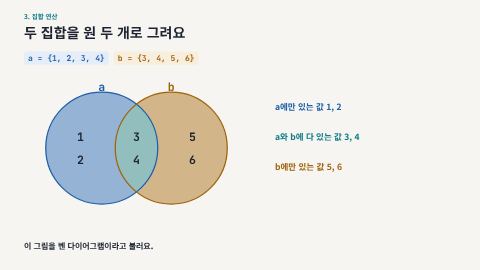 3. 집합 연산
두 집합을 원 두 개로 그려요
a = {1, 2, 3, 4} b = {3, 4, 5, 6}
a b
1 3 5
2 4 6
a에만 있는 값 1, 2
a와 b에 다 있는 값 3, 4
b에만 있는 값 5, 6
이 그림을 벤 다이어그램이라고 불러요.